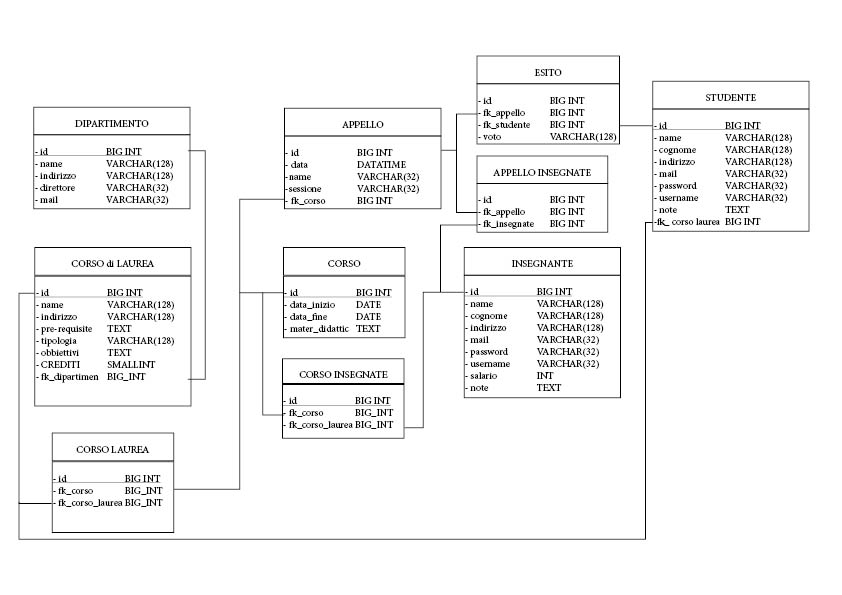 DIPARTIMENTO
- id BIG INT
- name VARCHAR(128)
- indirizzo VARCHAR(128)
- direttore VARCHAR(32)
- mail VARCHAR(32)
APPELLO
- id BIG INT
- data DATATIME
-name VARCHAR(32)
-sessione VARCHAR(32)
- fk_corso BIG INT
ESITO
- id BIG INT
- fk_appello BIG INT
- fk_studente BIG INT
- voto VARCHAR(128)
STUDENTE
- id BIG INT
- name VARCHAR(128)
- cognome VARCHAR(128)
- indirizzo VARCHAR(128)
- mail VARCHAR(32)
- password VARCHAR(32)
- username VARCHAR(32)
- note TEXT
-fk_ corso laurea BIG INT
APPELLO INSEGNATE
- id BIG INT
- fk_appello BIG INT
- fk_insegnate BIG INT
CORSO di LAUREA
- id BIG INT
- name VARCHAR(128)
- indirizzo VARCHAR(128)
- pre-requisite TEXT
- tipologia VARCHAR(128)
- obbiettivi TEXT
- CREDITI SMALLINT
- fk_dipartimen BIG_INT
CORSO
- id BIG INT
- data_inizio DATE
- data_fine DATE
- mater_didattic TEXT
INSEGNANTE
- id BIG INT
- name VARCHAR(128)
- cognome VARCHAR(128)
- indirizzo VARCHAR(128)
- mail VARCHAR(32)
- password VARCHAR(32)
- username VARCHAR(32)
- salario INT
- note TEXT
CORSO INSEGNATE
- id BIG INT
- fk_corso BIG_INT
- fk_corso_laurea BIG_INT
CORSO LAUREA
- id BIG INT
- fk_corso BIG_INT
- fk_corso_laurea BIG_INT